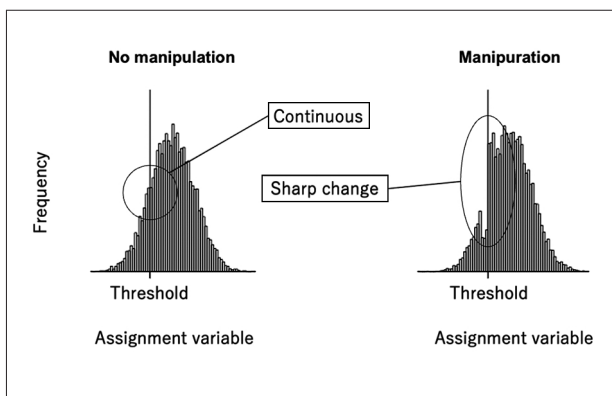 No manipulation
Manipuration
Continuous
Sharp change
Frequency
Threshold
Threshold
Assignment variable
Assignment variable